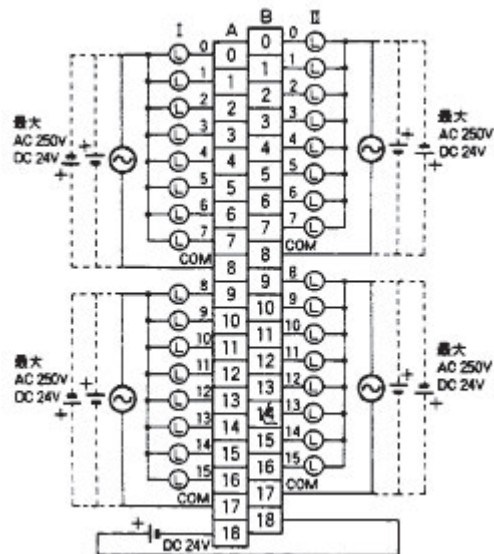 I A B II
0 L 0 0 0 L
1 L 1 1 1 L
2 L 2 2 2 L
3 L 3 3 3 L
4 L 4 4 4 L
5 L 5 5 5 L
6 L 6 6 6 L
7 L 7 7 7 L
COM 8 8 COM
最大
AC 250V
DC 24V
+ +
最大
AC 250V
DC 24V
+ +
8 L 9 9 8 L
9 L 10 10 9 L
10 L 11 11 10 L
11 L 12 12 11 L
12 L 13 13 12 L
13 L 14 14 13 L
14 L 15 15 14 L
15 L 16 16 15 L
COM 17 17 COM
最大
AC 250V
DC 24V
+ +
最大
AC 250V
DC 24V
+ +
+ DC 24V 18 18